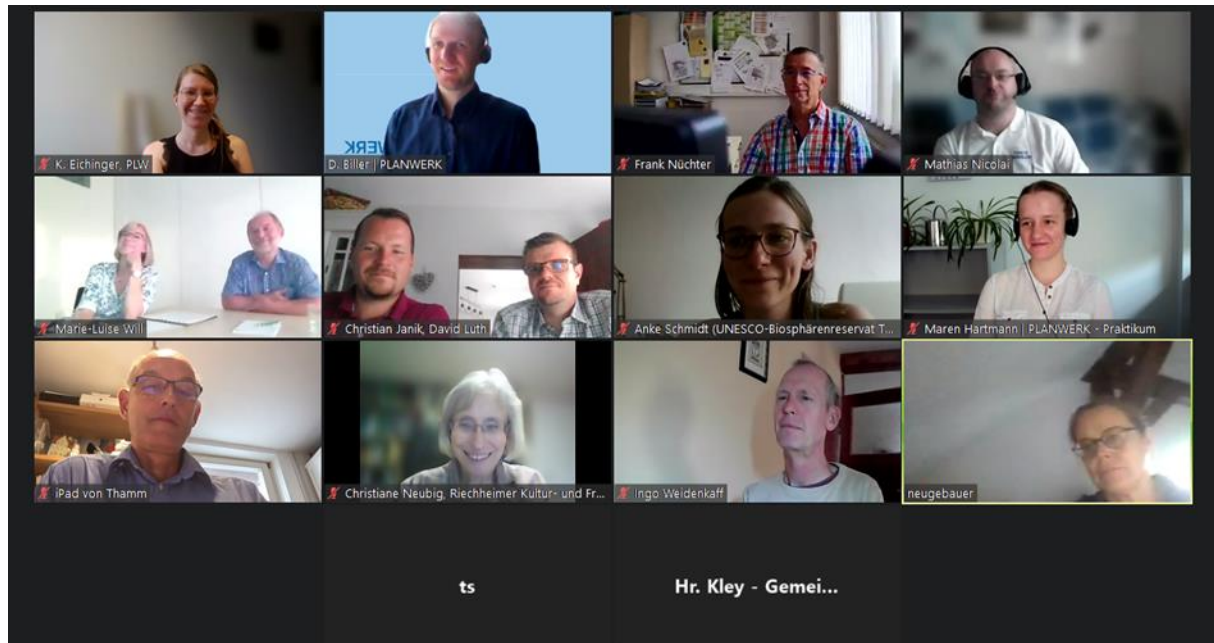 K. Eichinger, PLW
D. Biller | PLANWERK
Frank Nüchter
Mathias Nicolai
Marie-Luise Will
Christian Janik, David Luth
Anke Schmidt (UNESCO-Biosphärenreservat T...
Maren Hartmann | PLANWERK - Praktikum
iPad von Thamm
Christiane Neubig, Riechheimer Kultur- und Fr...
Ingo Weidenkaff
neugebauer
ts
Hr. Kley - Gemei...